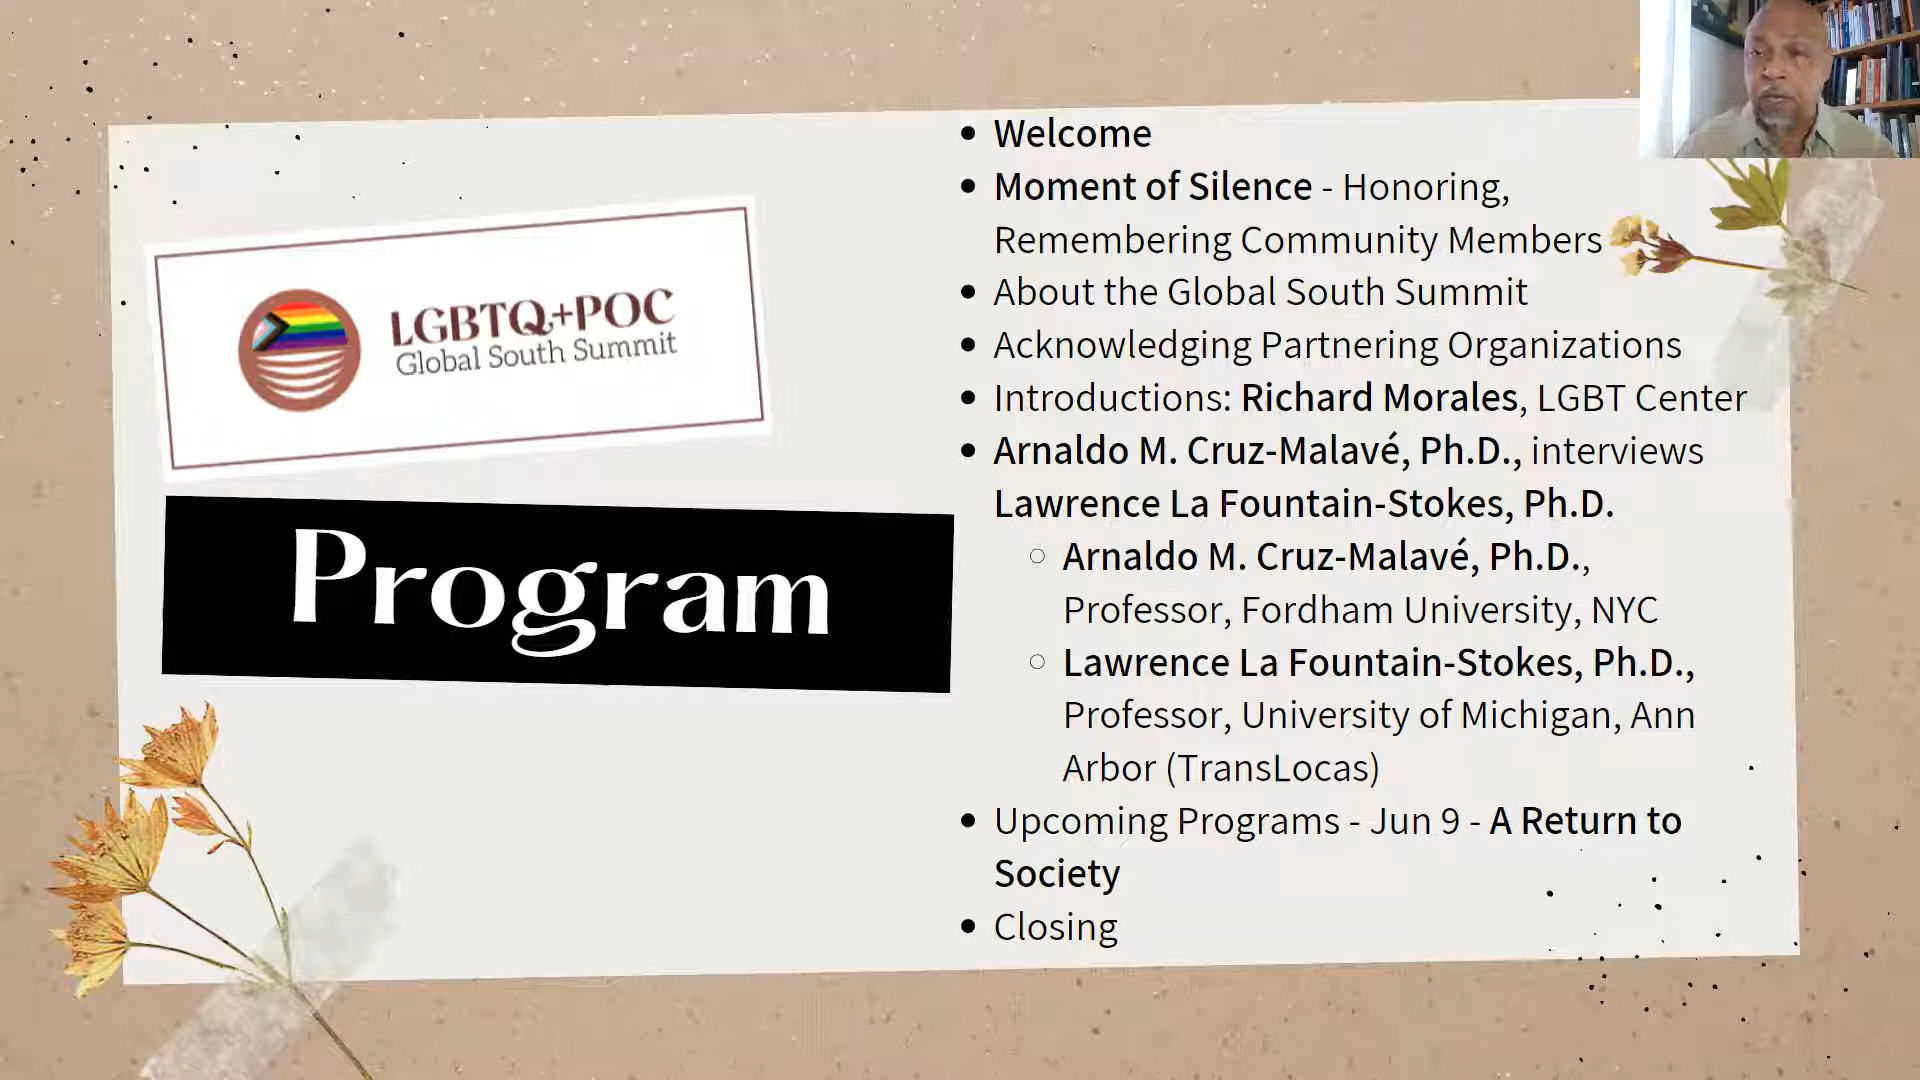 LGBTQ+POC
Global South Summit
Program
Welcome
Moment of Silence - Honoring,
Remembering Community Members
About the Global South Summit
Acknowledging Partnering Organizations
Introductions: Richard Morales, LGBT Center
Arnaldo M. Cruz-Malavé, Ph.D., interviews
Lawrence La Fountain-Stokes, Ph.D.
Arnaldo M. Cruz-Malavé, Ph.D.,
Professor, Fordham University, NYC
Lawrence La Fountain-Stokes, Ph.D.,
Professor, University of Michigan, Ann
Arbor (TransLocas)
Upcoming Programs - Jun 9 - A Return to
Society
Closing